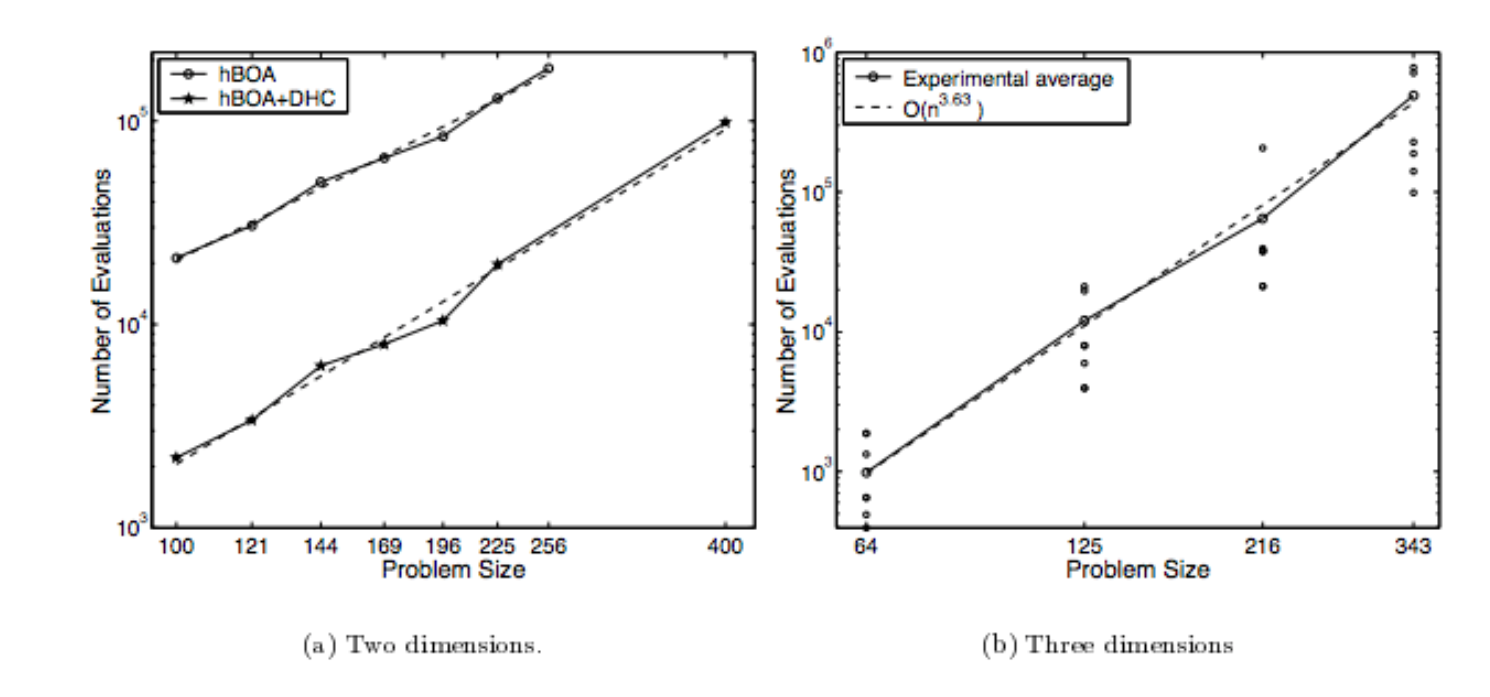 hBOA
hBOA+DHC
10^5
10^4
10^3
Number of Evaluations
100 121 144 169 196 225 256 400
Problem Size
(a) Two dimensions.
Experimental average
O(n^3.63)
10^6
10^5
10^4
10^3
Number of Evaluations
64 125 216 343
Problem Size
(b) Three dimensions